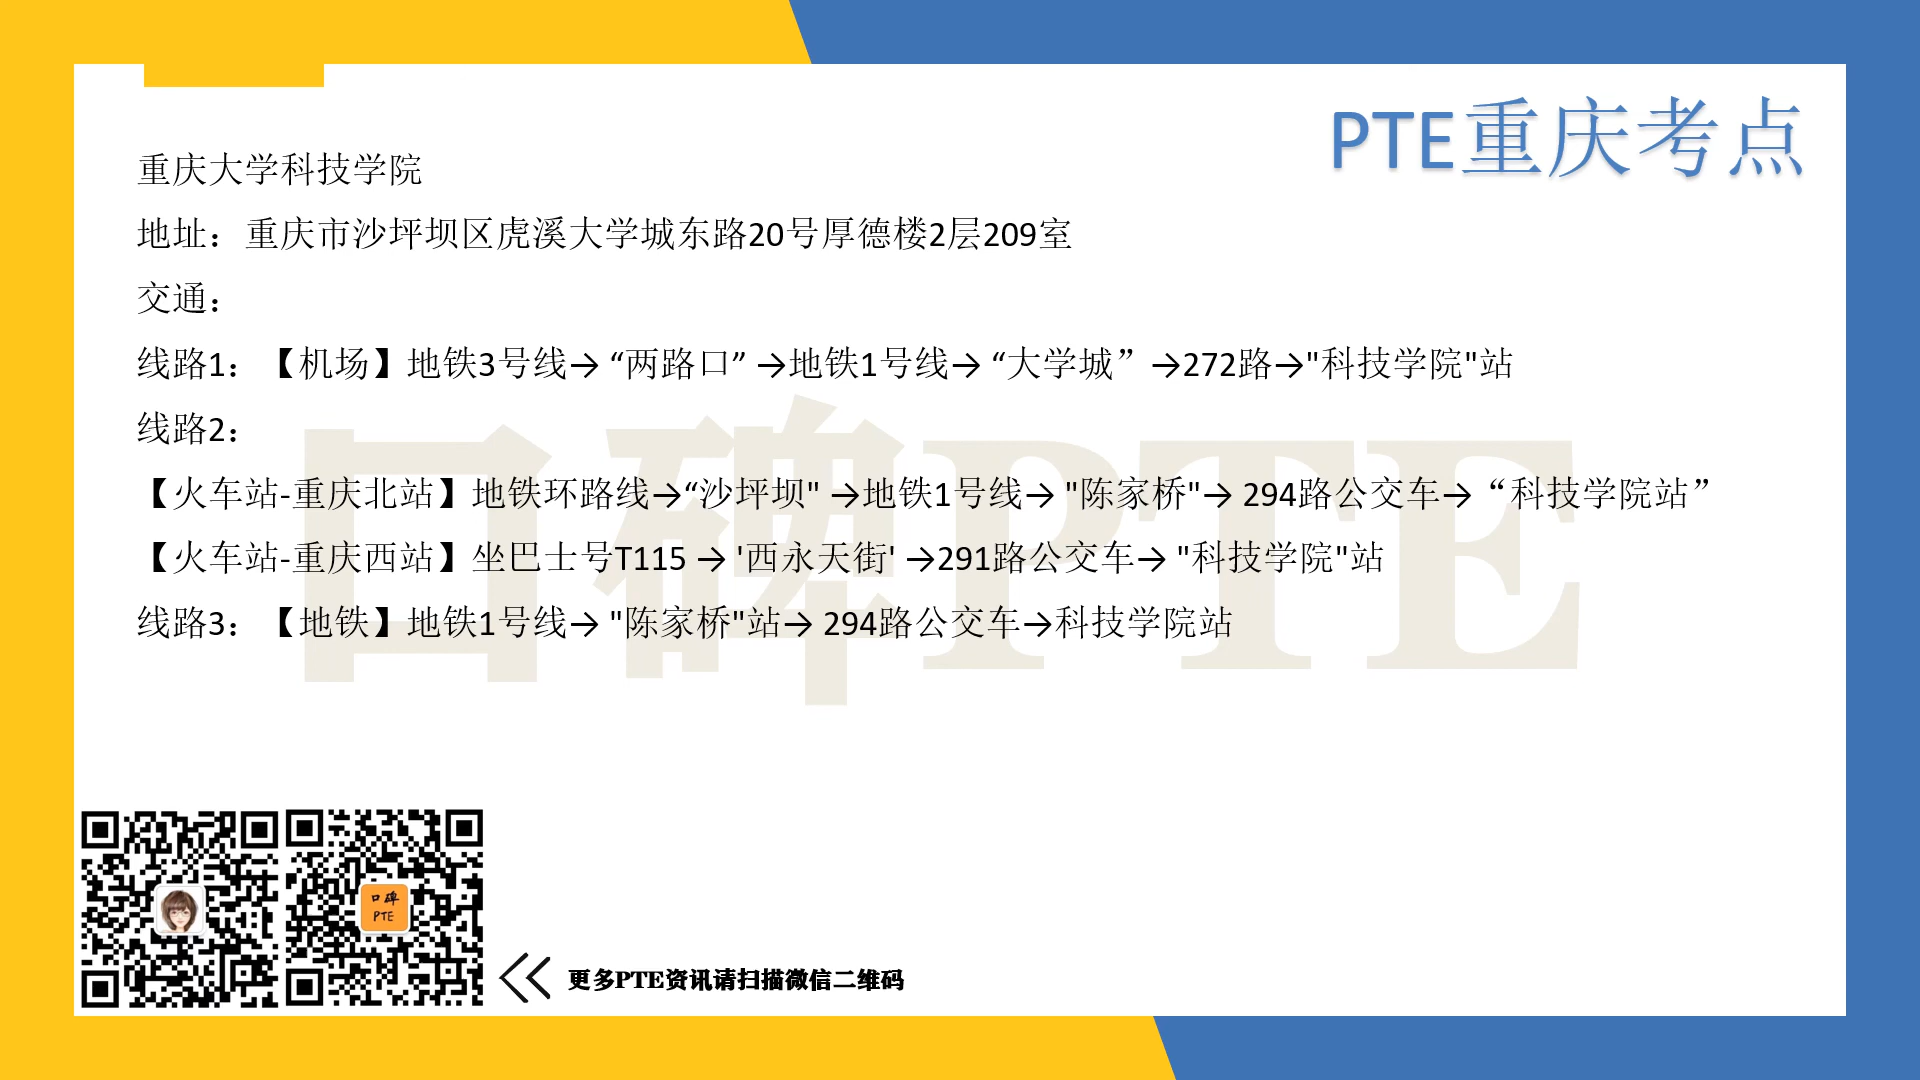 PTE重庆考点
重庆大学科技学院
地址：重庆市沙坪坝区虎溪大学城东路20号厚德楼2层209室
交通：
线路1：【机场】地铁3号线→ “两路口” →地铁1号线→ “大学城” →272路→"科技学院"站
线路2：
【火车站-重庆北站】地铁环路线→“沙坪坝" →地铁1号线→ "陈家桥"→ 294路公交车→ “科技学院站”
【火车站-重庆西站】坐巴士号T115 → '西永天街' →291路公交车→ "科技学院"站
线路3：【地铁】地铁1号线→ "陈家桥"站→ 294路公交车→科技学院站
口碑PTE
口碑
PTE
更多PTE资讯请扫描微信二维码